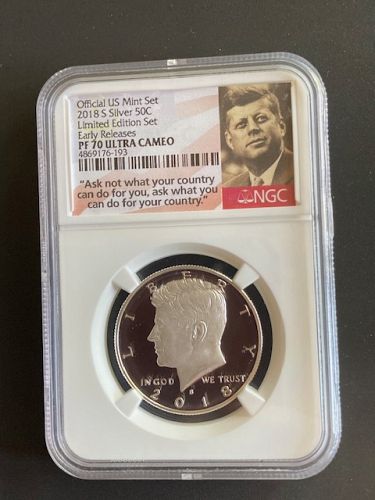 Official US Mint Set
2018 S Silver 50C
Limited Edition Set
Early Releases
PF 70 ULTRA CAMEO
4869176-193
"Ask not what your country
can do for you, ask what you
can do for your country."
NGC
LIBERTY
IN GOD WE TRUST
S
2018